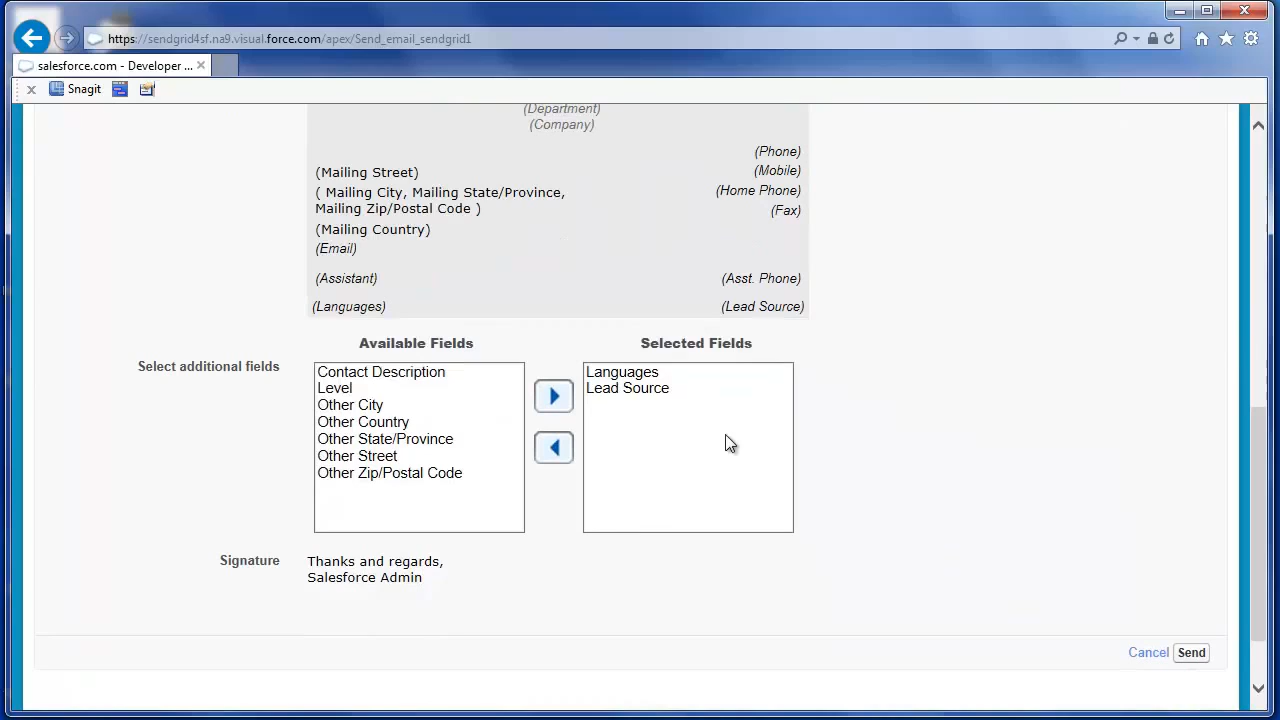 https://sendgrid4sf.na9.visual.force.com/apex/Send_email_sendgrid1
salesforce.com - Developer ...
Snagit
(Department)
(Company)
(Phone)
(Mailing Street)
(Mobile)
( Mailing City, Mailing State/Province,
(Home Phone)
Mailing Zip/Postal Code )
(Fax)
(Mailing Country)
(Email)
(Assistant)
(Asst. Phone)
(Languages)
(Lead Source)
Available Fields
Selected Fields
Select additional fields
Contact Description
Level
Other City
Other Country
Other State/Province
Other Street
Other Zip/Postal Code
Languages
Lead Source
Signature
Thanks and regards,
Salesforce Admin
Cancel
Send